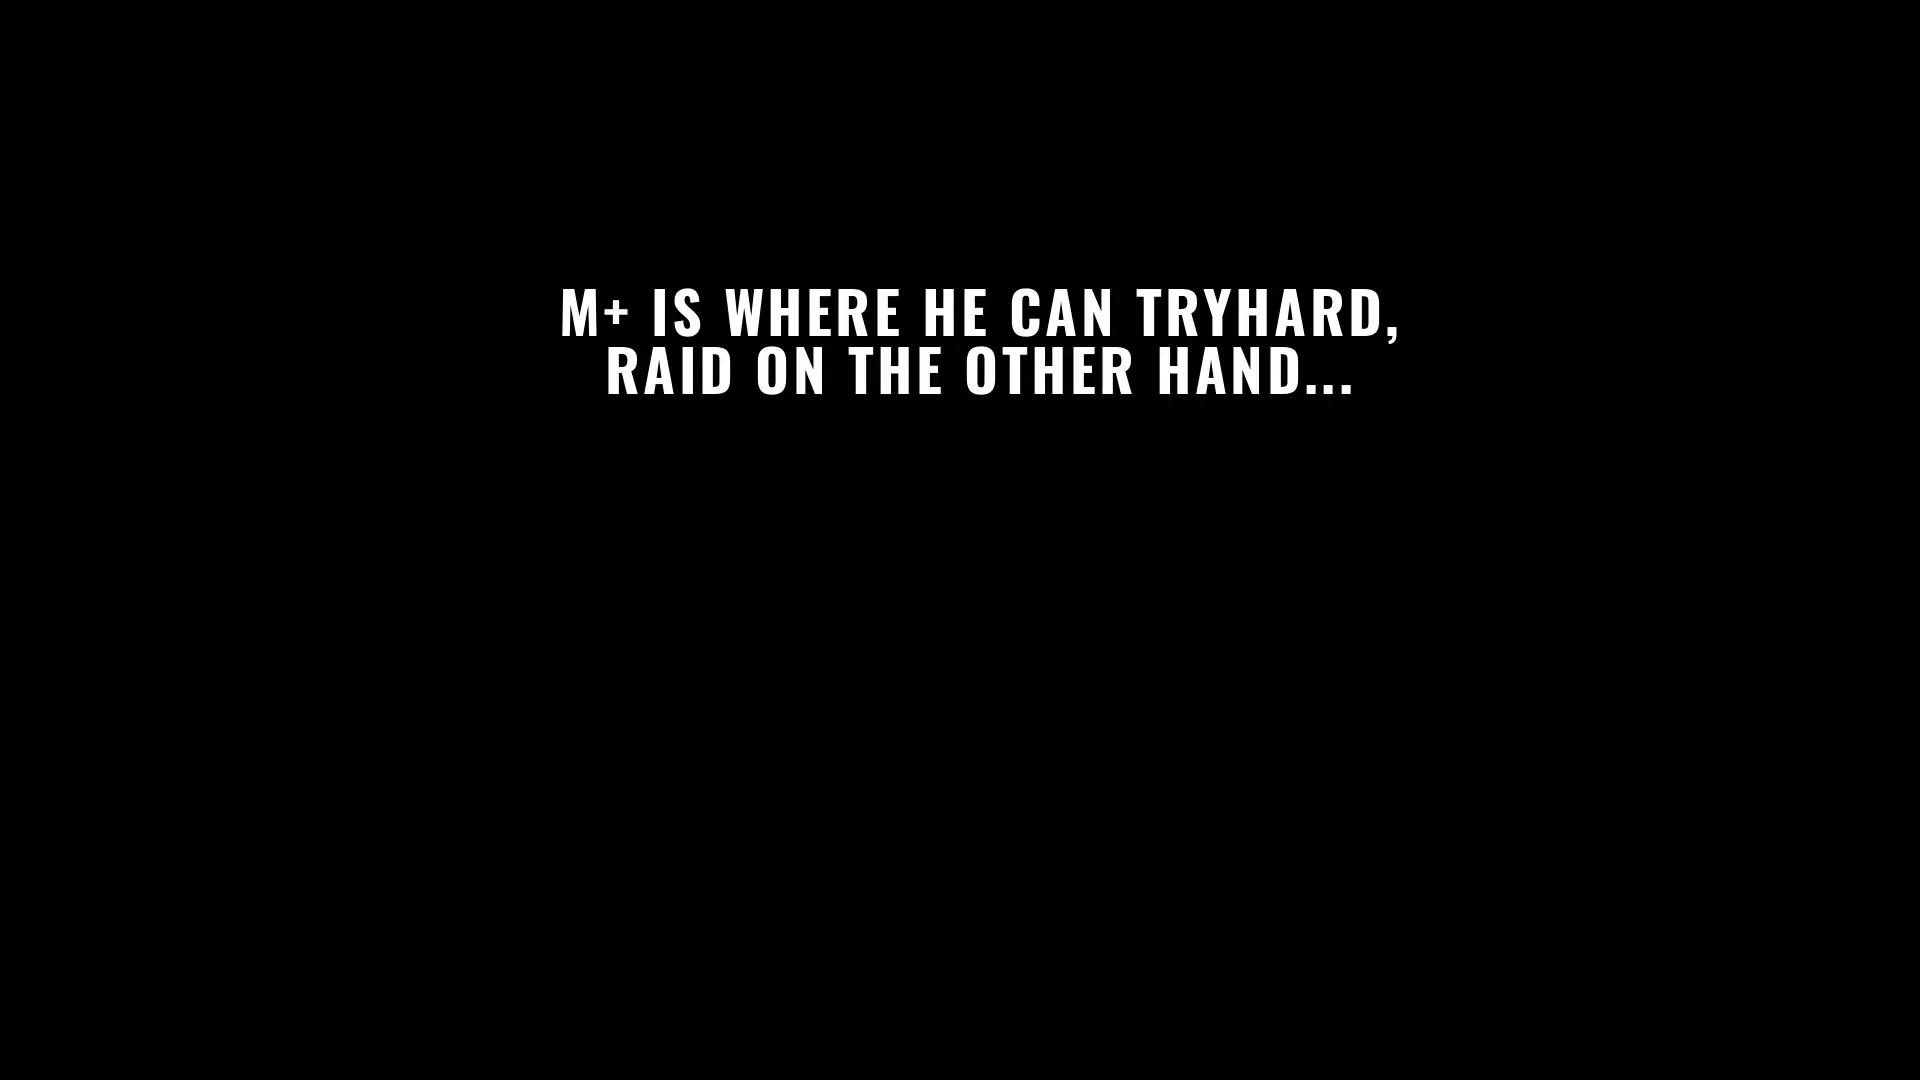 M+ IS WHERE HE CAN TRYHARD,
RAID ON THE OTHER HAND...